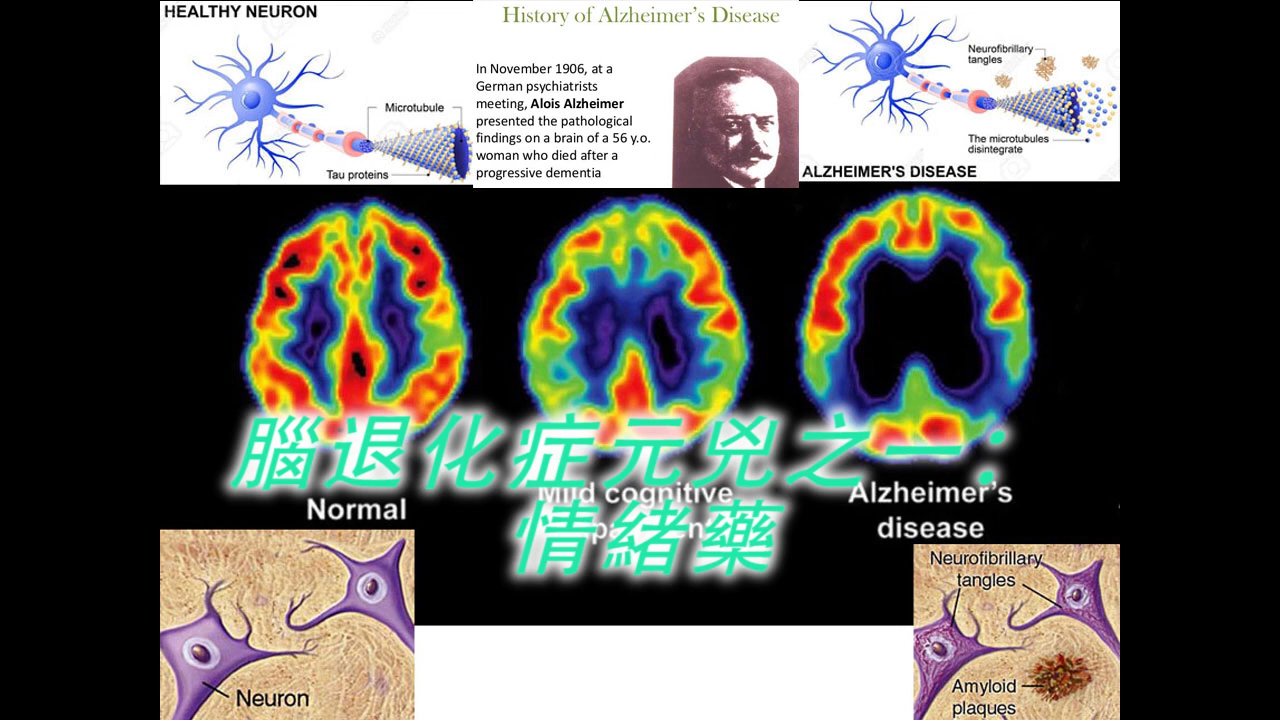 HEALTHY NEURON
Microtubule
Tau proteins
History of Alzheimer's Disease
In November 1906, at a
German psychiatrists
meeting, Alois Alzheimer
presented the pathological
findings on a brain of a 56 y.o.
woman who died after a
progressive dementia
Neurofibrillary
tangles
The microtubules
disintegrate
ALZHEIMER'S DISEASE
腦退化症元兇之一：
情緒藥
Normal
Mild cognitive
Alzheimer's
disease
Neuron
Neurofibrillary
tangles
Amyloid
plaques